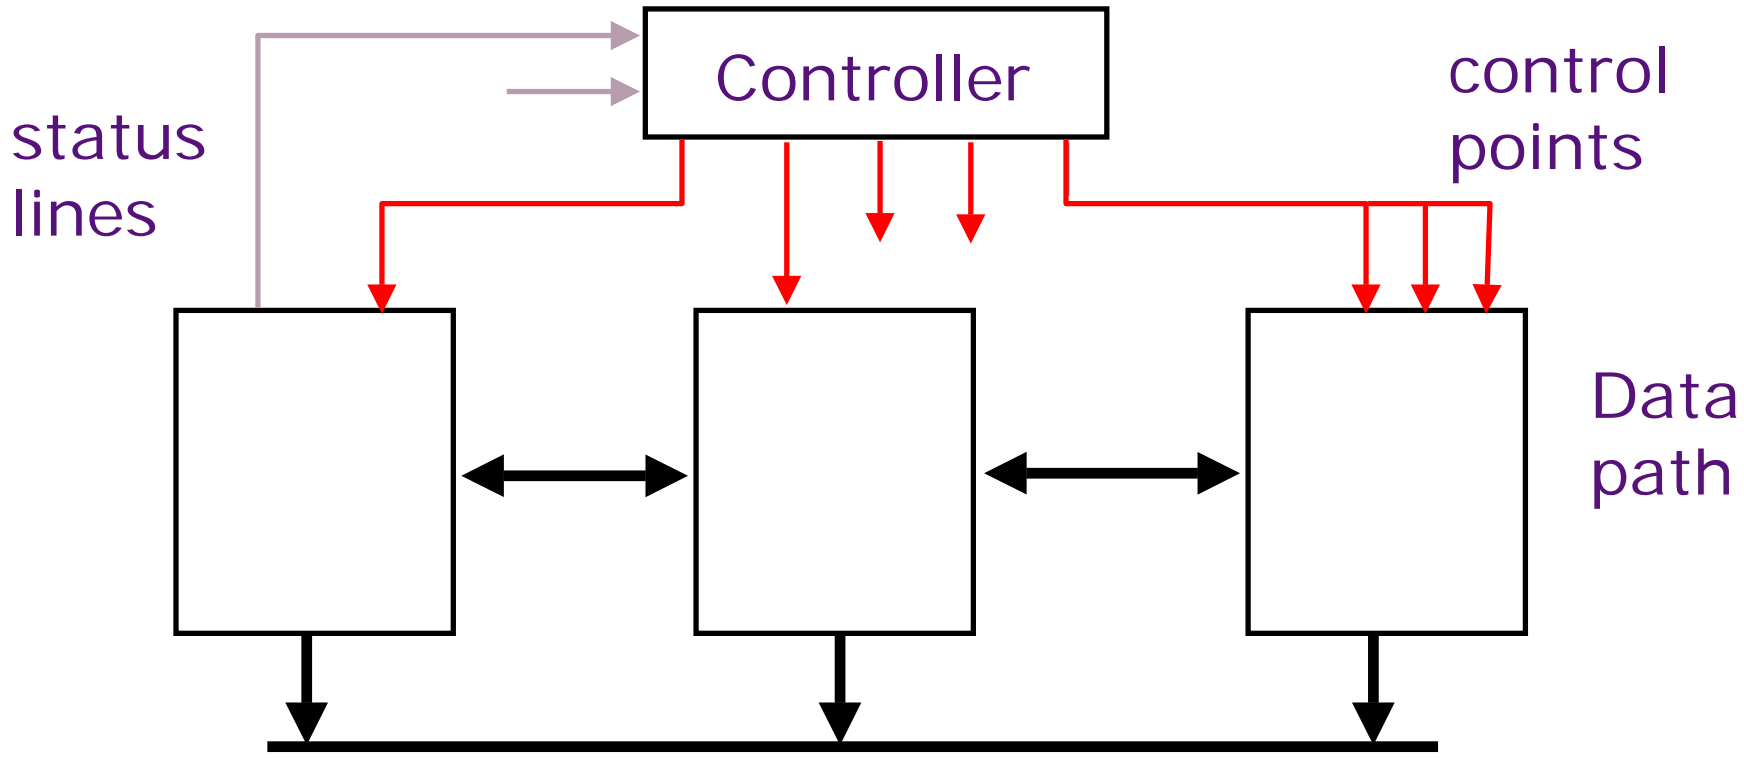 Controller
control
points
status
lines
Data
path